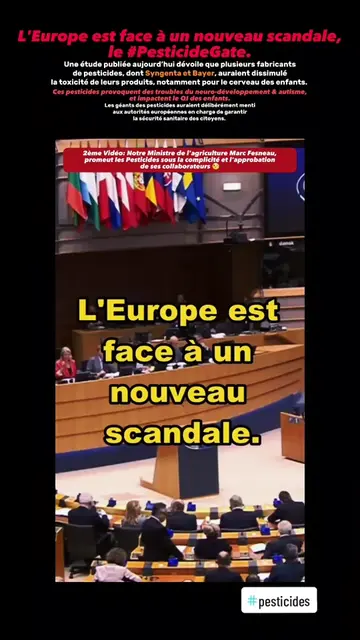 L'Europe est face à un nouveau scandale,
le #PesticideGate.
Une étude publiée aujourd'hui dévoile que plusieurs fabricants
de pesticides, dont Syngenta et Bayer, auraient dissimulé
la toxicité de leurs produits, notamment pour le cerveau des enfants.
Ces pesticides provoquent des troubles du neuro-développement & autisme,
et impactent le QI des enfants.
Les géants des pesticides auraient délibérément menti
aux autorités européennes en charge de garantir
la sécurité sanitaire des citoyens.
2ème Vidéo: Notre Ministre de l'agriculture Marc Fesneau,
promeut les Pesticides sous la complicité et l'approbation
de ses collaborateurs 🧐
L'Europe est
face à un
nouveau
scandale.
#pesticides